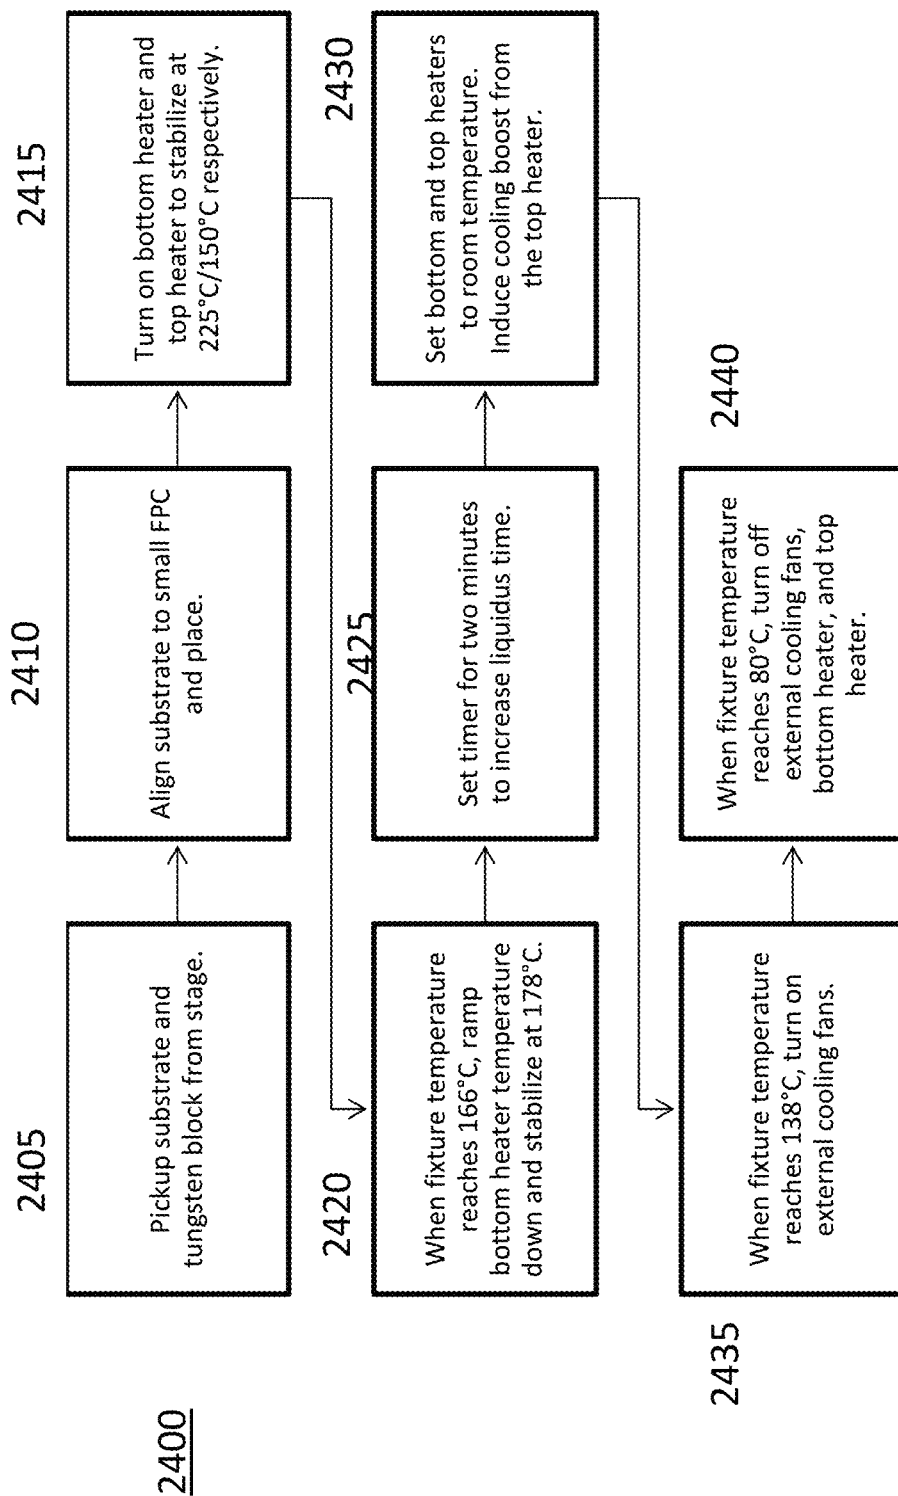 2400
2405
Pickup substrate and
tungsten block from stage.
2410
Align substrate to small FPC
and place.
2415
Turn on bottom heater and
top heater to stabilize at
225°C/150°C respectively.
2420
When fixture temperature
reaches 166°C, ramp
bottom heater temperature
down and stabilize at 178°C.
2425
Set timer for two minutes
to increase liquidus time.
2430
Set bottom and top heaters
to room temperature.
Induce cooling boost from
the top heater.
2435
When fixture temperature
reaches 138°C, turn on
external cooling fans.
2440
When fixture temperature
reaches 80°C, turn off
external cooling fans,
bottom heater, and top
heater.